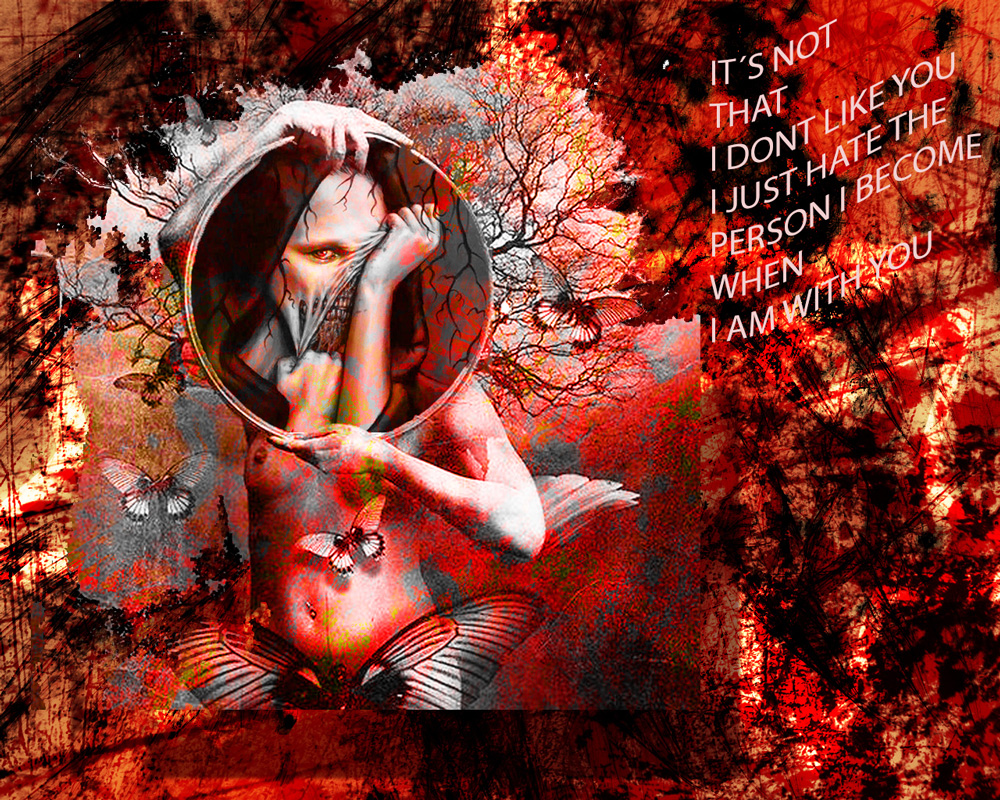 IT´S NOT
THAT
I DONT LIKE YOU
I JUST HATE THE
PERSON I BECOME
WHEN
I AM WITH YOU